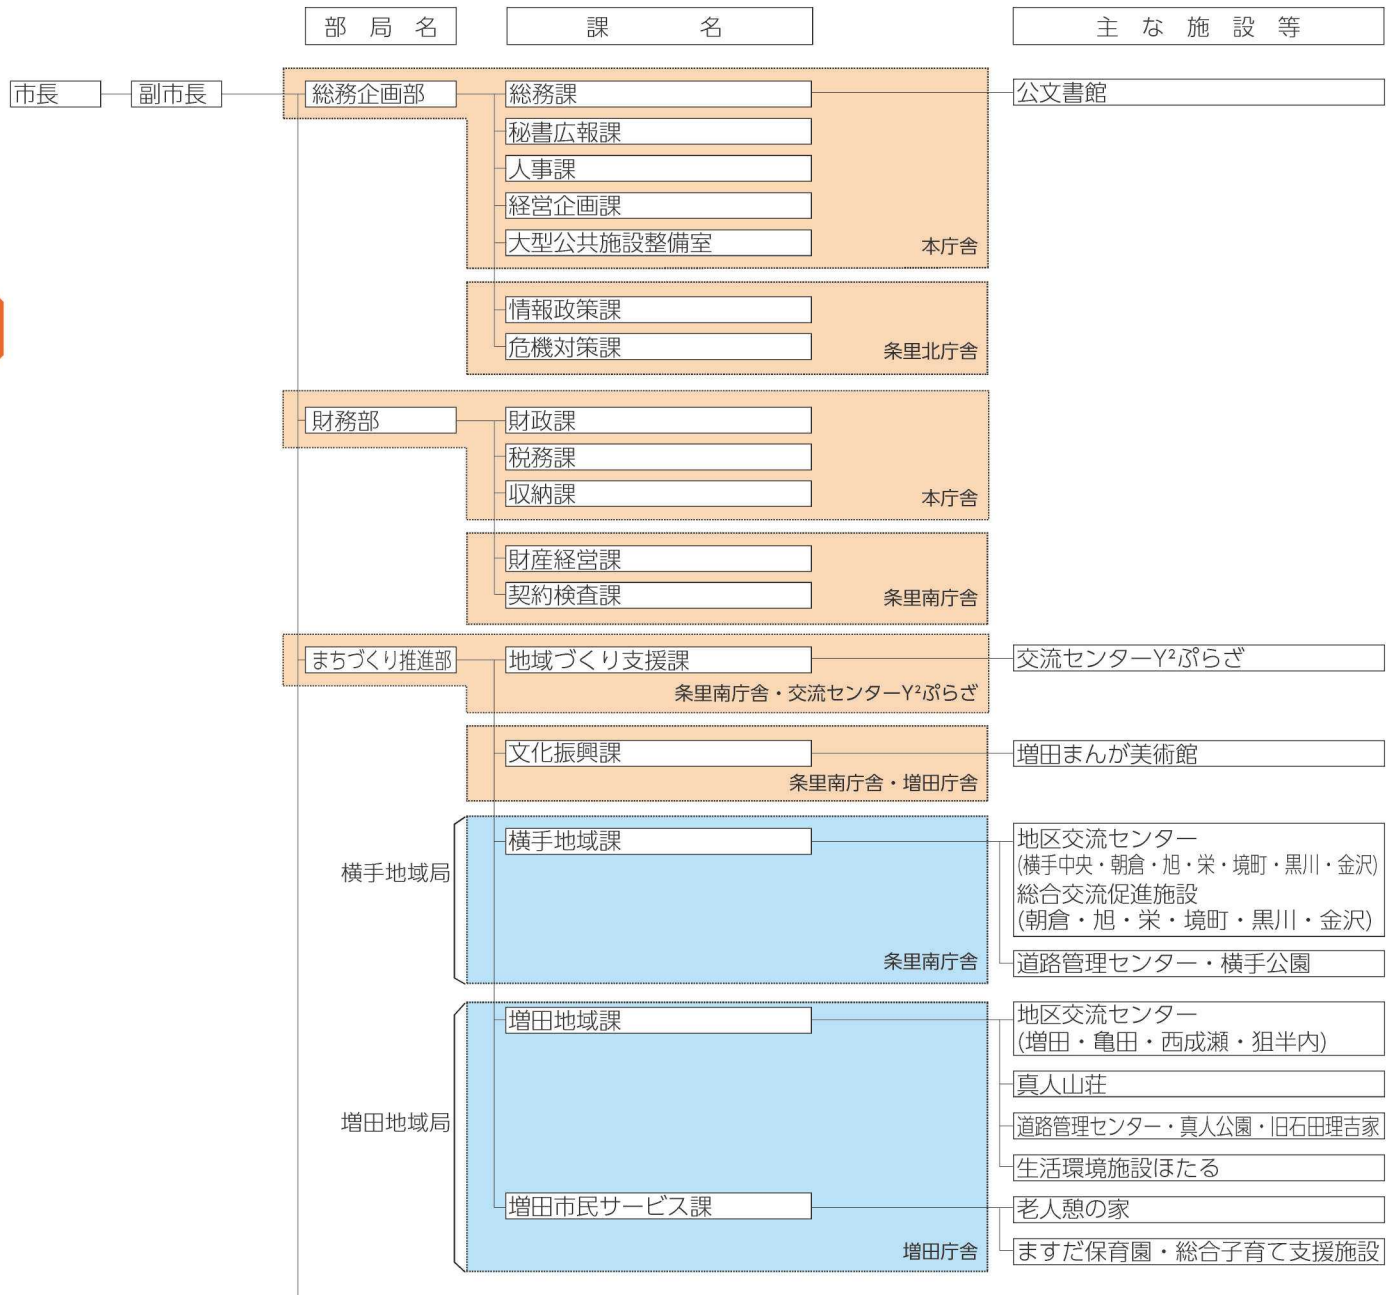 部局名　課名　主な施設等
市長　副市長　総務企画部　総務課　公文書館
秘書広報課
人事課
経営企画課
大型公共施設整備室
本庁舎
情報政策課
危機対策課
条里北庁舎
財務部　財政課
税務課
収納課
本庁舎
財産経営課
契約検査課
条里南庁舎
まちづくり推進部　地域づくり支援課　交流センターY²ぷらざ
条里南庁舎・交流センターY²ぷらざ
文化振興課　増田まんが美術館
条里南庁舎・増田庁舎
横手地域局
横手地域課　地区交流センター
(横手中央・朝倉・旭・栄・境町・黒川・金沢)
総合交流促進施設
(朝倉・旭・栄・境町・黒川・金沢)
条里南庁舎　道路管理センター・横手公園
増田地域局
増田地域課　地区交流センター
(増田・亀田・西成瀬・狙半内)
真人山荘
道路管理センター・真人公園・旧石田理吉家
生活環境施設ほたる
増田市民サービス課　老人憩の家
増田庁舎　ますだ保育園・総合子育て支援施設